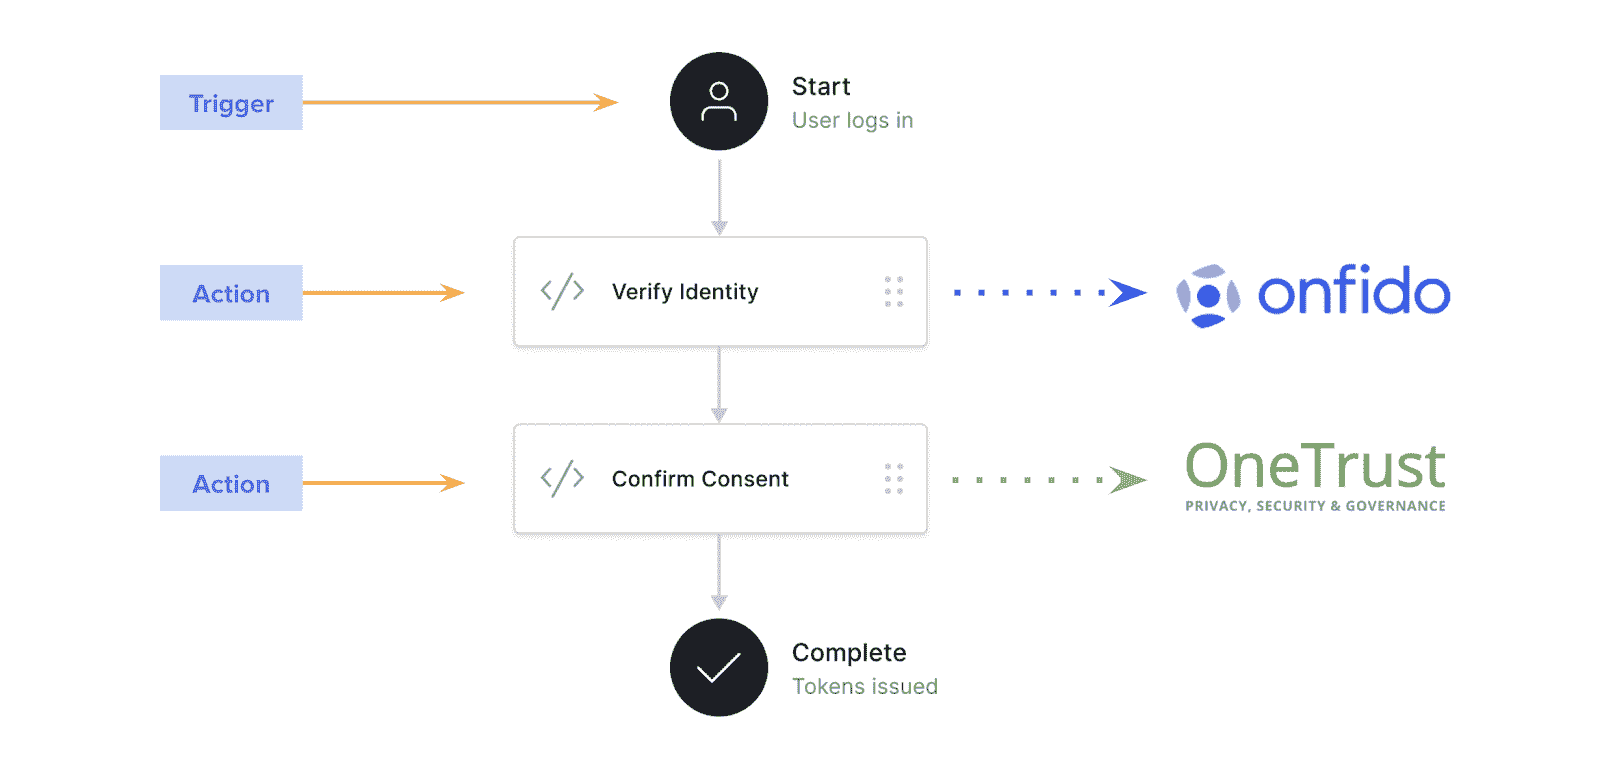 Trigger
Start
User logs in
Action
</> Verify Identity
onfido
Action
</> Confirm Consent
OneTrust
PRIVACY, SECURITY & GOVERNANCE
Complete
Tokens issued